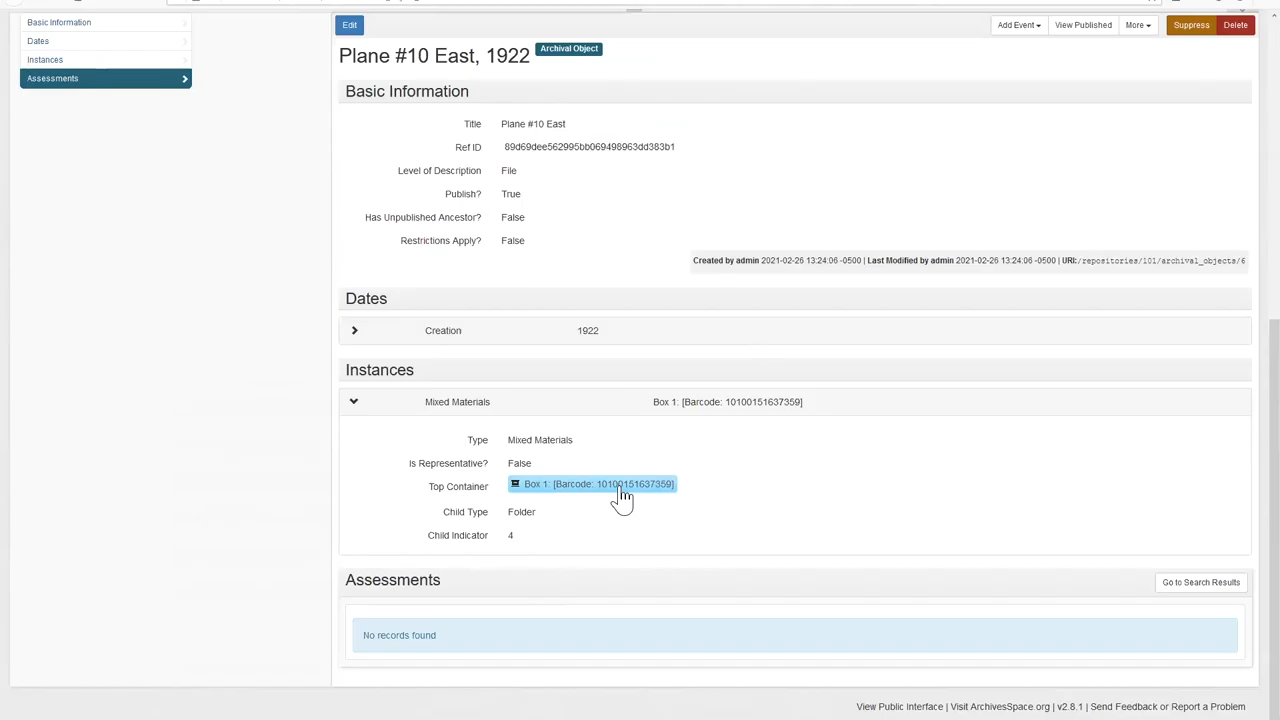 Basic Information
Dates
Instances
Assessments
Edit
Add Event
View Published
More
Suppress
Delete
Plane #10 East, 1922 Archival Object
Basic Information
Title Plane #10 East
Ref ID 89d69dee562995bb069498963dd383b1
Level of Description File
Publish? True
Has Unpublished Ancestor? False
Restrictions Apply? False
Created by admin 2021-02-26 13:24:06 -0500 | Last Modified by admin 2021-02-26 13:24:06 -0500 | URI:/repositories/101/archival_objects/6
Dates
Creation 1922
Instances
Mixed Materials Box 1: [Barcode: 10100151637359]
Type Mixed Materials
Is Representative? False
Top Container Box 1: [Barcode: 10100151637359]
Child Type Folder
Child Indicator 4
Assessments
Go to Search Results
No records found
View Public Interface | Visit ArchivesSpace.org | v2.8.1 | Send Feedback or Report a Problem